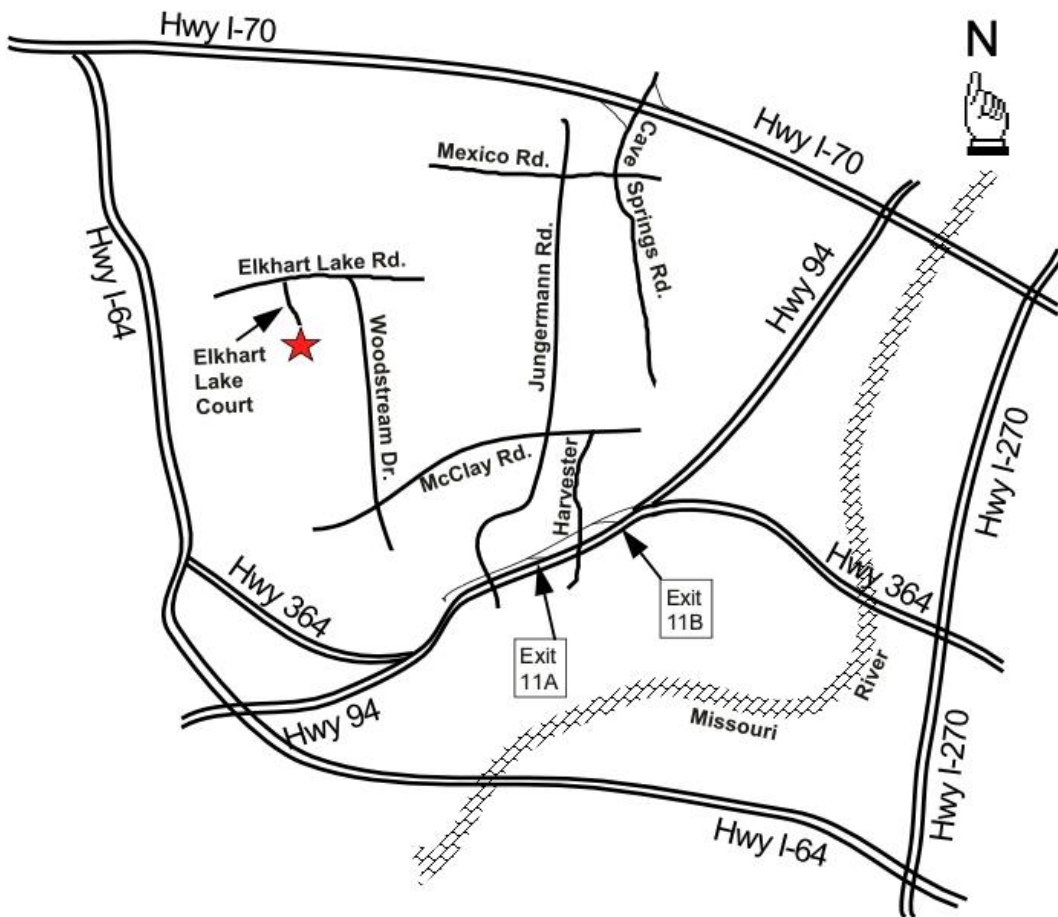 Hwy I-70
N
Hwy I-70
Cave Springs Rd.
Mexico Rd.
Hwy I-64
Elkhart Lake Rd.
Jungermann Rd.
Hwy 94
Elkhart
Lake
Court
Woodstream Dr.
McClay Rd.
Harvester
Hwy I-270
Hwy 364
Hwy 364
Exit
11B
Exit
11A
River
Missouri
Hwy 94
Hwy I-270
Hwy I-64